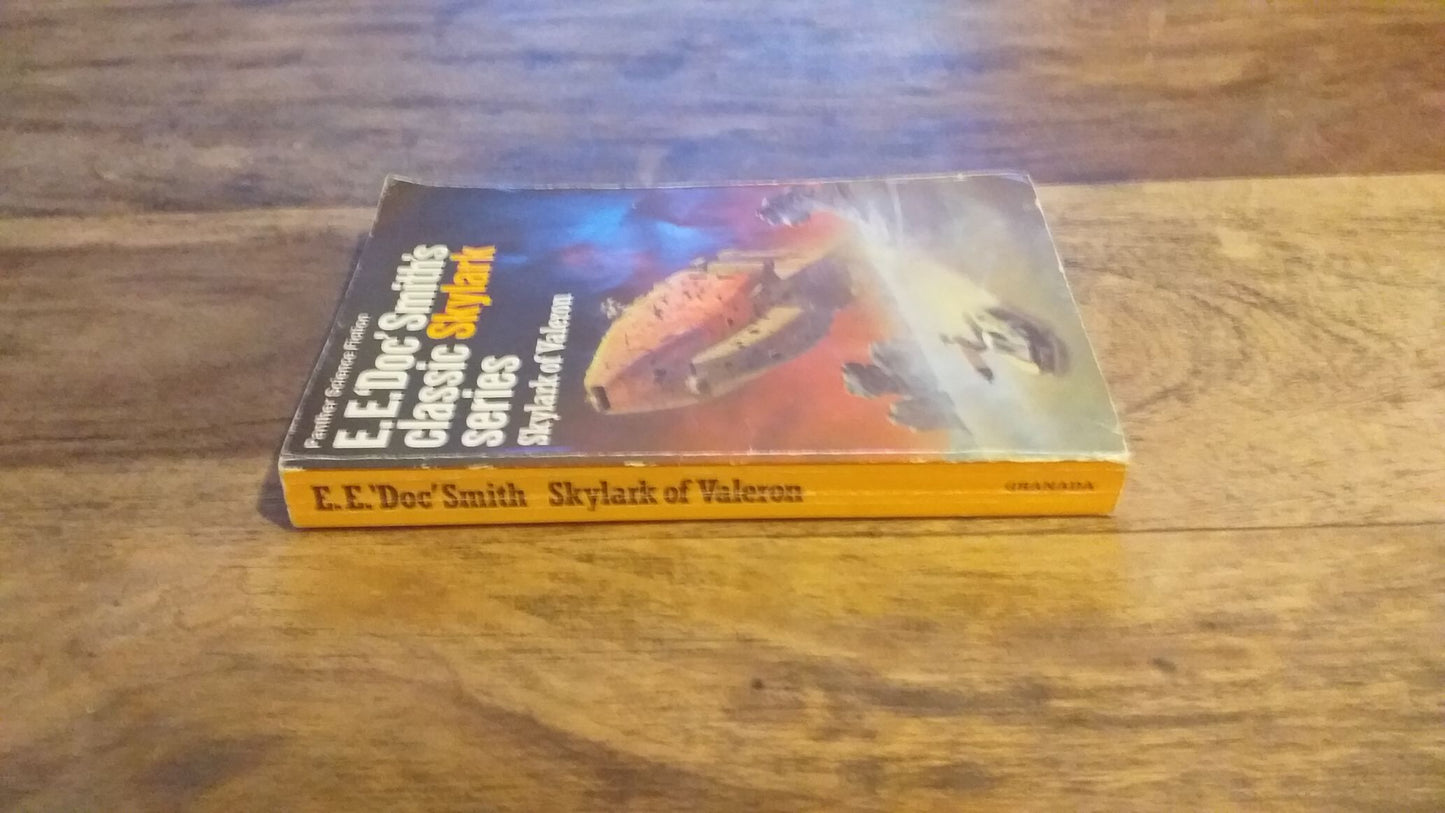 Panther Science Fiction
E.E.'Doc' Smith's
classic Skylark
series
Skylark of Valeron
E.E.'Doc' Smith Skylark of Valeron GRANADA